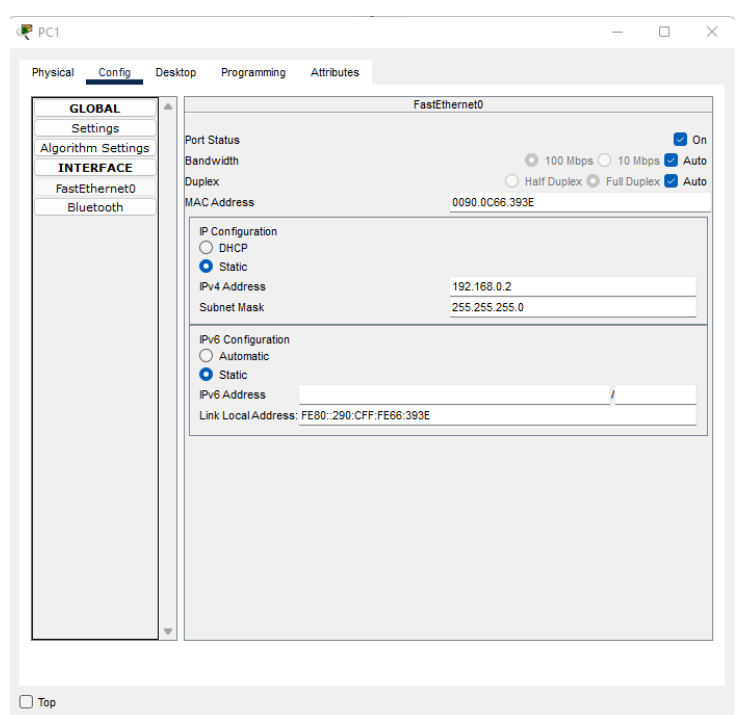 PC1
Physical Config Desktop Programming Attributes
GLOBAL
Settings
Algorithm Settings
INTERFACE
FastEthernet0
Bluetooth
FastEthernet0
Port Status On
Bandwidth 100 Mbps 10 Mbps Auto
Duplex Half Duplex Full Duplex Auto
MAC Address 0090.0C66.393E
IP Configuration
DHCP
Static
IPv4 Address 192.168.0.2
Subnet Mask 255.255.255.0
IPv6 Configuration
Automatic
Static
IPv6 Address /
Link Local Address: FE80::290:CFF:FE66:393E
Top